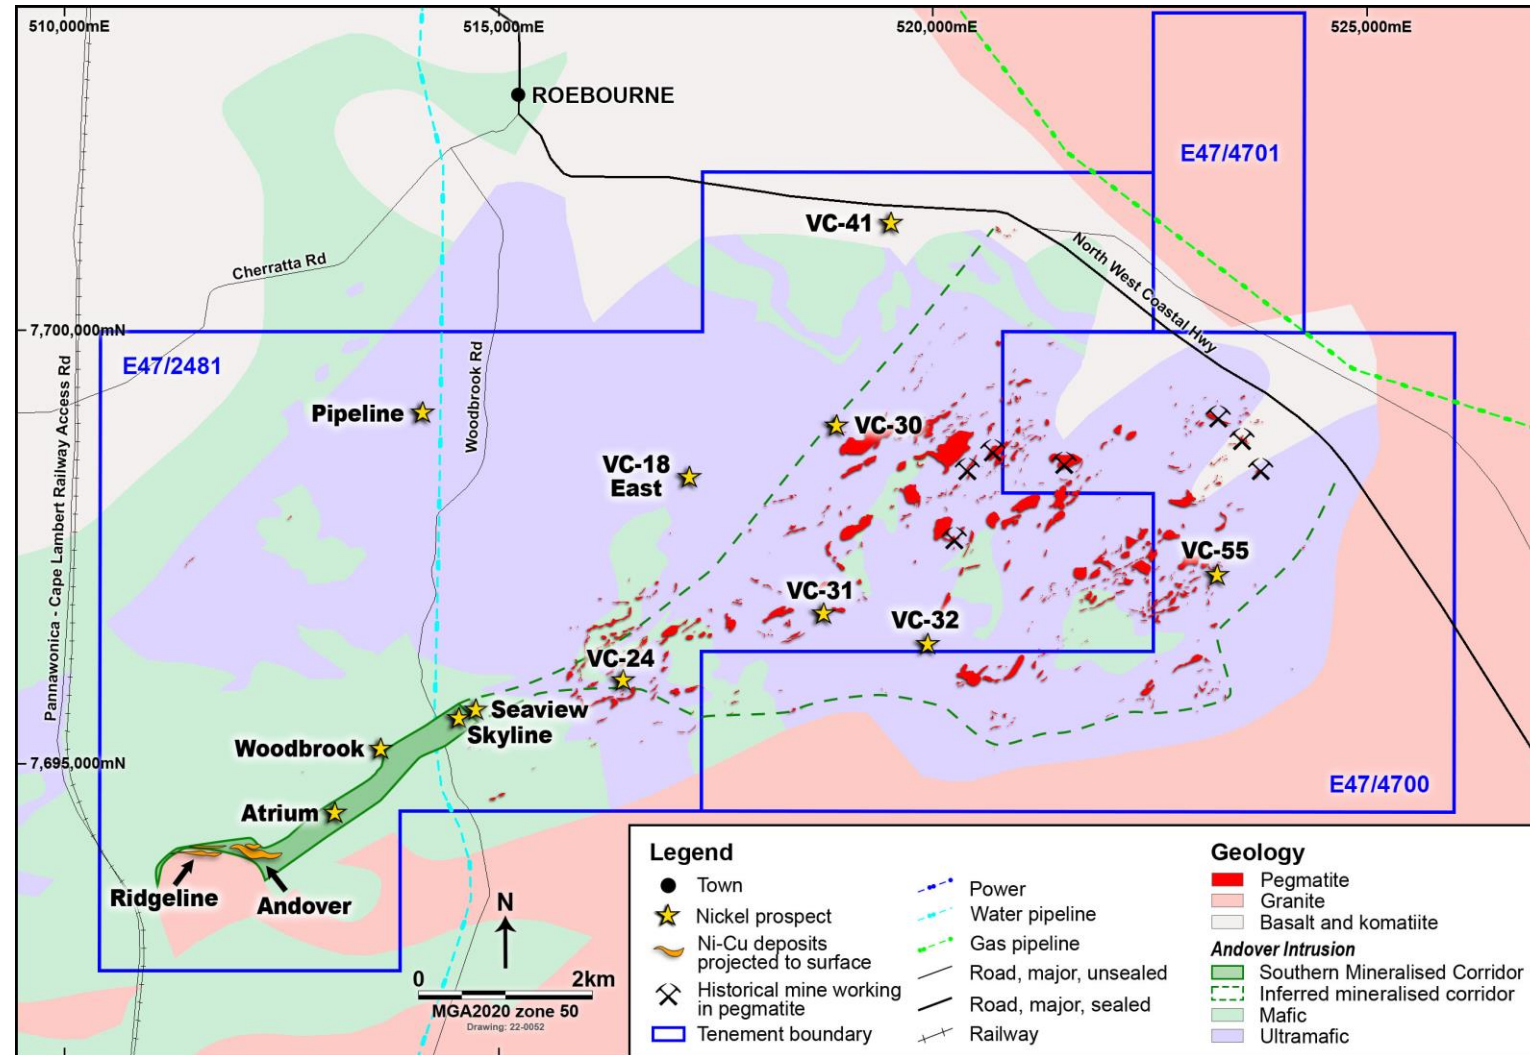 510,000mE
515,000mE
520,000mE
525,000mE
ROEBOURNE
E47/4701
VC-41
North West Coastal Hwy
Cherratta Rd
7,700,000mN
E47/2481
Woodbrook Rd
Pannawonica - Cape Lambert Railway Access Rd
Pipeline
VC-30
VC-18
East
VC-55
VC-31
VC-32
VC-24
Seaview
Skyline
Woodbrook
7,695,000mN
E47/4700
Atrium
Ridgeline
Andover
N
0 2km
MGA2020 zone 50
Drawing: 22-0052
Legend
Town
Nickel prospect
Ni-Cu deposits
projected to surface
Historical mine working
in pegmatite
Tenement boundary
Power
Water pipeline
Gas pipeline
Road, major, unsealed
Road, major, sealed
Railway
Geology
Pegmatite
Granite
Basalt and komatiite
Andover Intrusion
Southern Mineralised Corridor
Inferred mineralised corridor
Mafic
Ultramafic